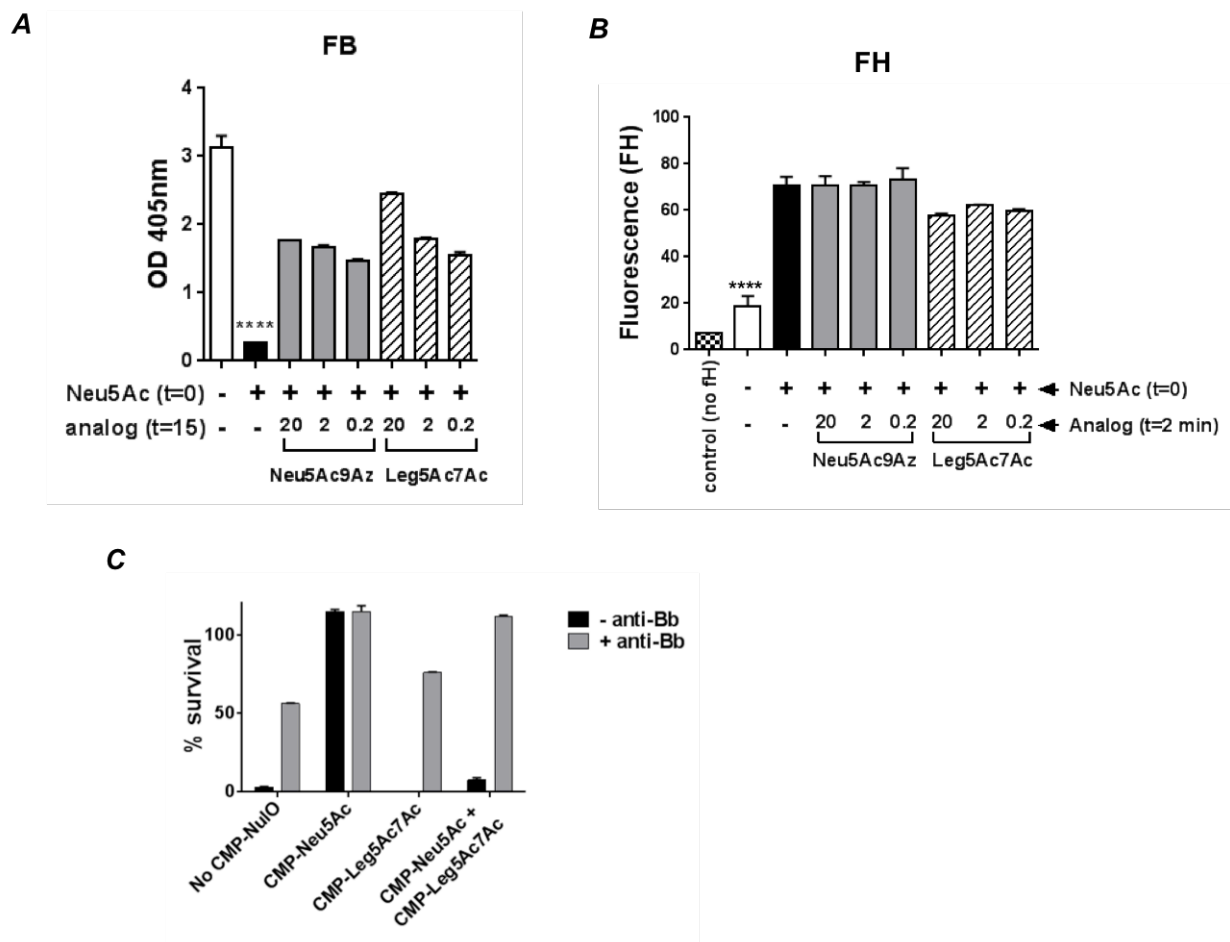 A
FB
OD 405nm
4
3
2
1
0
****
Neu5Ac (t=0) - + + + + + + +
analog (t=15) - - 20 2 0.2 20 2 0.2
Neu5Ac9Az Leg5Ac7Ac
B
FH
Fluorescence (FH)
100
80
60
40
20
0
****
control (no fH)
- + + + + + + + Neu5Ac (t=0)
- - 20 2 0.2 20 2 0.2 Analog (t=2 min)
Neu5Ac9Az Leg5Ac7Ac
C
% survival
100
50
0
- anti-Bb
+ anti-Bb
No CMP-NulO
CMP-Neu5Ac
CMP-Leg5Ac7Ac
CMP-Neu5Ac +
CMP-Leg5Ac7Ac